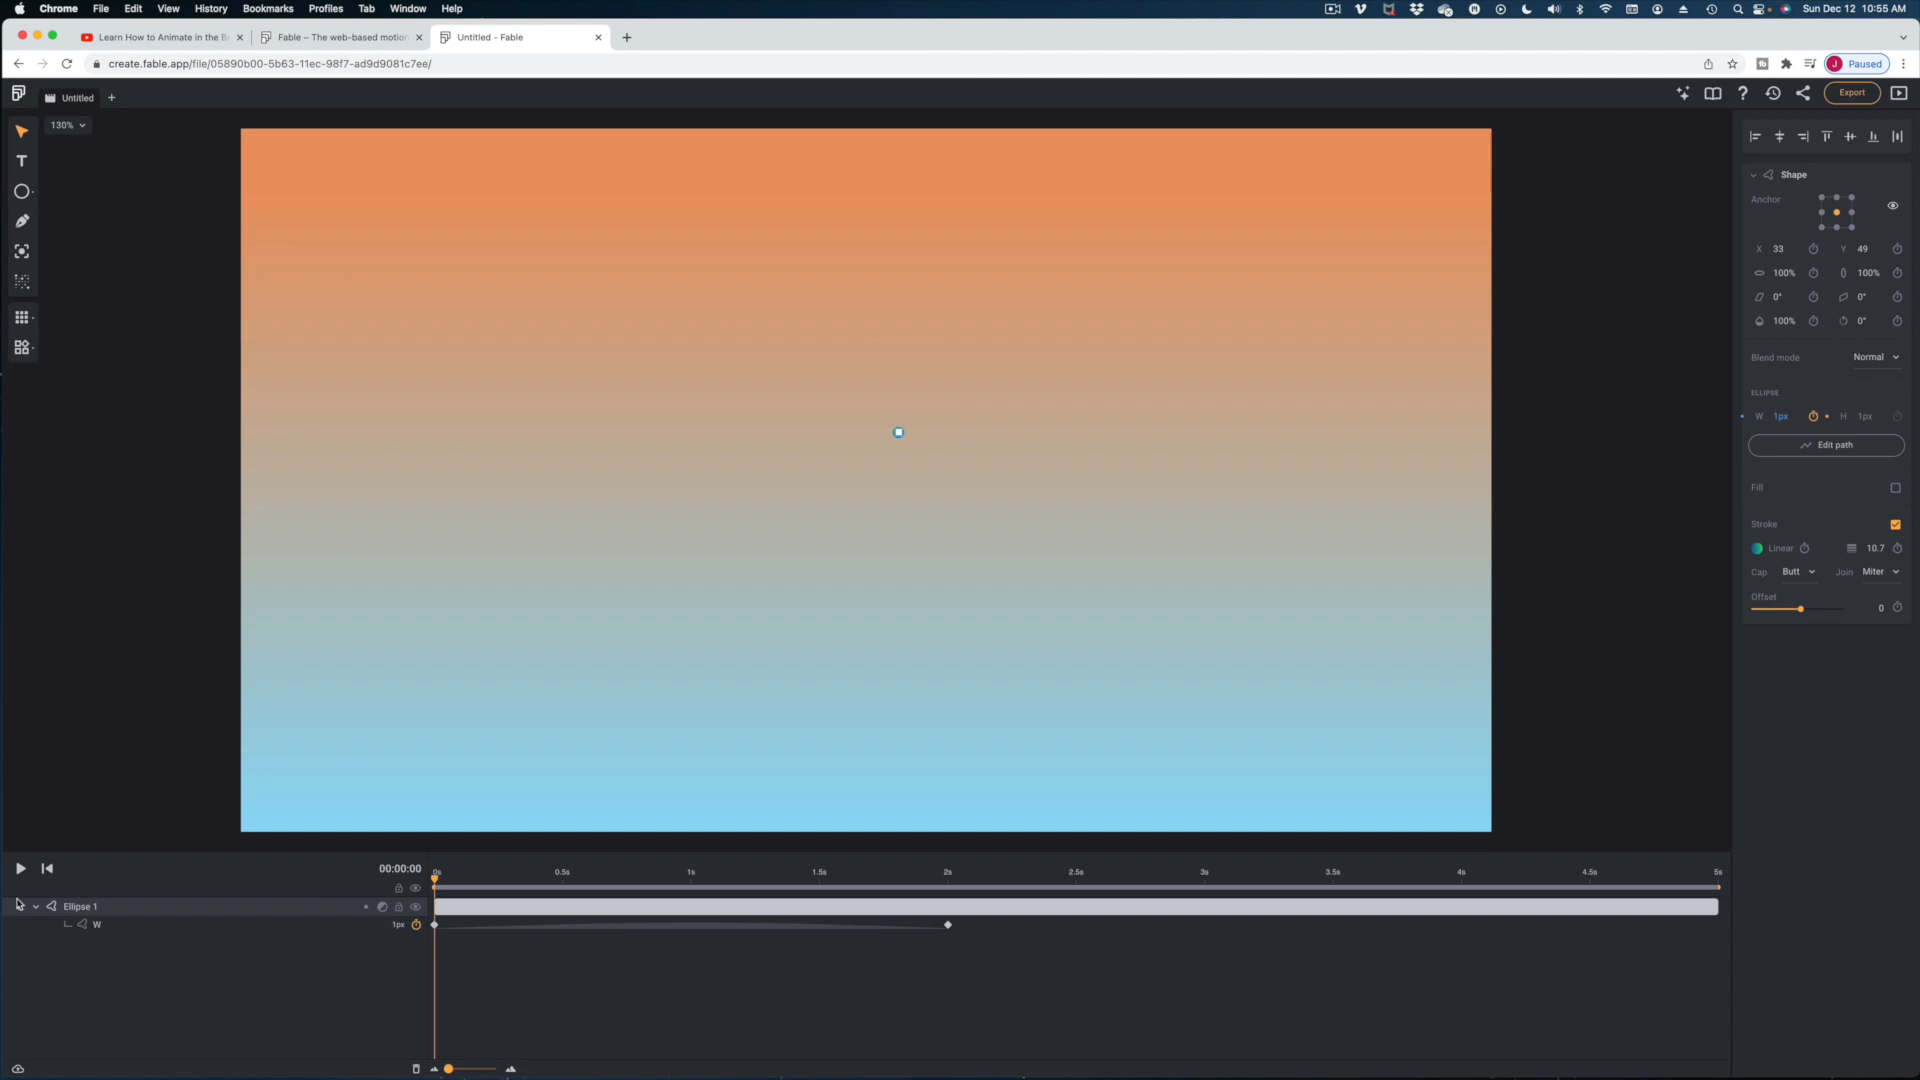 Chrome File Edit View History Bookmarks Profiles Tab Window Help Sun Dec 12 10:55 AM
Learn How to Animate in the B Fable – The web-based motion Untitled - Fable
create.fable.app/file/05890b00-5b63-11ec-98f7-ad9d9081c7ee/ J Paused
Untitled Export
130%
T
Shape
Anchor
X 33 Y 49
100% 100%
0° 0°
100% 0°
Blend mode Normal
ELLIPSE
W 1px H 1px
Edit path
Fill
Stroke
Linear 10.7
Cap Butt Join Miter
Offset
0
00:00:00 0s 0.5s 1s 1.5s 2s 2.5s 3s 3.5s 4s 4.5s 5s
Ellipse 1
W 1px